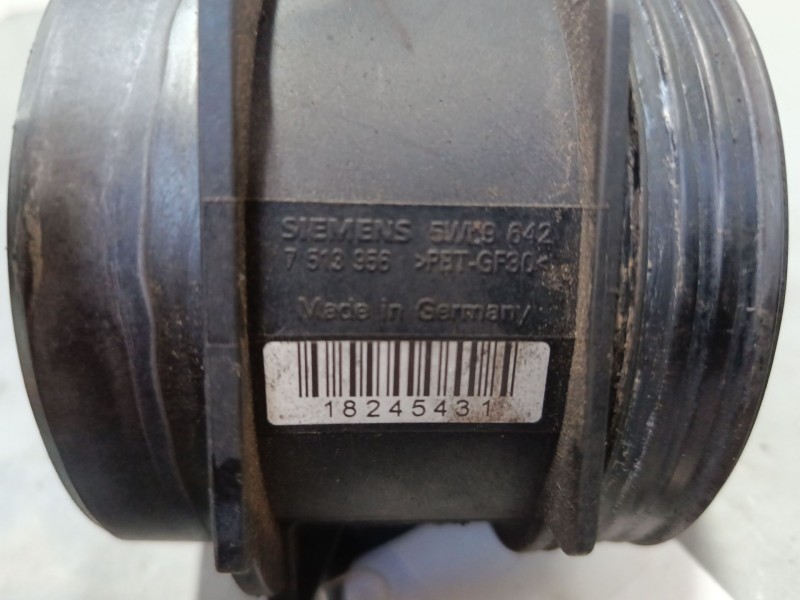 SIEMENS 5WK9 642
7 513 956 >PBT-GF30<
Made in Germany
18245431